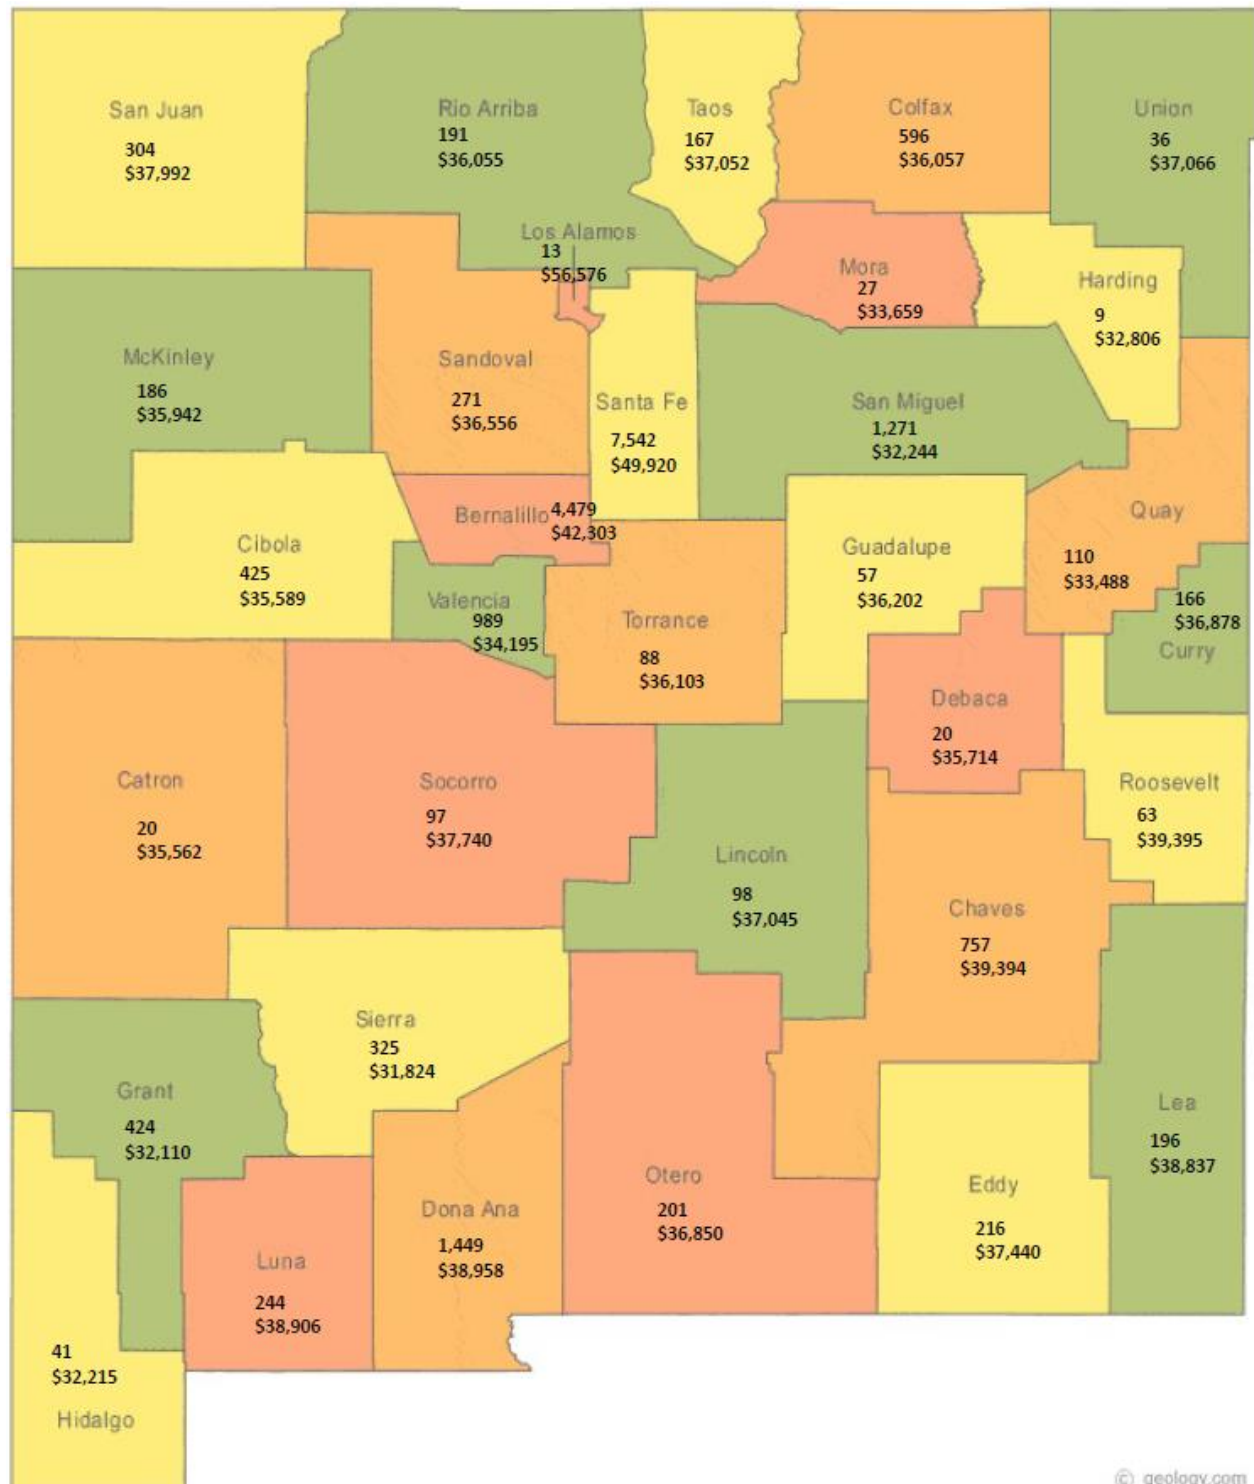 San Juan
304
$37,992
Rio Arriba
191
$36,055
Taos
167
$37,052
Colfax
596
$36,057
Union
36
$37,066
Los Alamos
13
$56,576
Mora
27
$33,659
Harding
9
$32,806
McKinley
186
$35,942
Sandoval
271
$36,556
Santa Fe
7,542
$49,920
San Miguel
1,271
$32,244
Quay
110
$33,488
Bernalillo 4,479
$42,303
Cibola
425
$35,589
Guadalupe
57
$36,202
Valencia
989
$34,195
Torrance
88
$36,103
166
$36,878
Curry
Debaca
20
$35,714
Catron
20
$35,562
Socorro
97
$37,740
Roosevelt
63
$39,395
Lincoln
98
$37,045
Chaves
757
$39,394
Sierra
325
$31,824
Grant
424
$32,110
Lea
196
$38,837
Otero
201
$36,850
Eddy
216
$37,440
Dona Ana
1,449
$38,958
Luna
244
$38,906
41
$32,215
Hidalgo
© geology.com